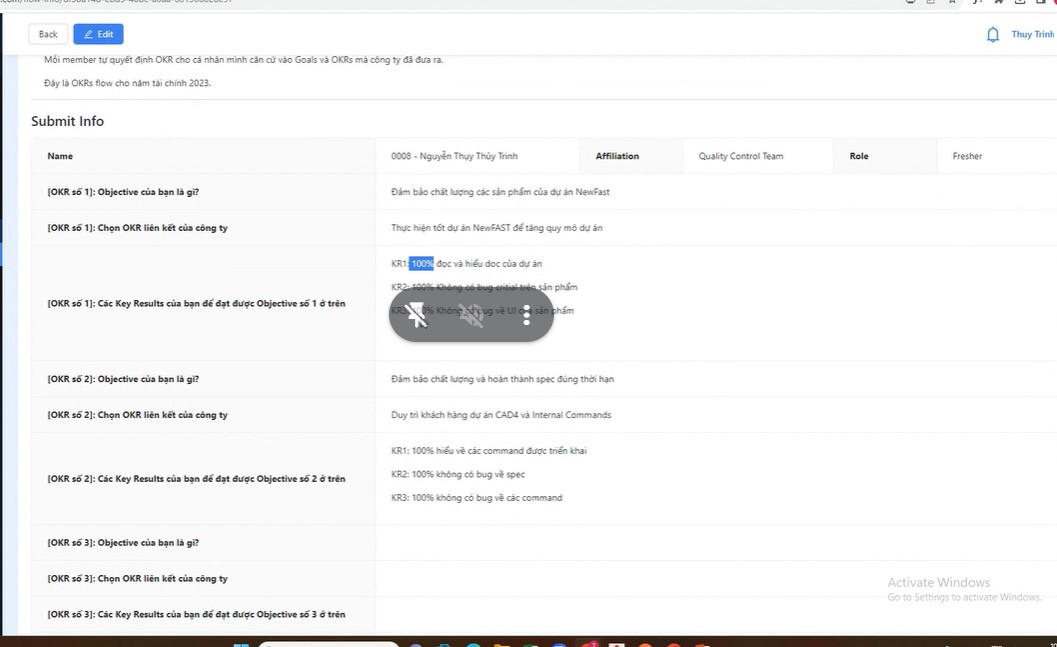 Back
Edit
Thuy Trinh
Mỗi member tự quyết định OKR cho cá nhân mình căn cứ vào Goals và OKRs mà công ty đã đưa ra.
Đây là OKRs flow cho năm tài chính 2023.
Submit Info
Name 0008 - Nguyễn Thụy Thủy Trinh Affiliation Quality Control Team Role Fresher
[OKR số 1]: Objective của bạn là gì? Đảm bảo chất lượng các sản phẩm của dự án NewFast
[OKR số 1]: Chọn OKR liên kết của công ty Thực hiện tốt dự án NewFAST để tăng quy mô dự án
[OKR số 1]: Các Key Results của bạn để đạt được Objective số 1 ở trên
KR1: 100% đọc và hiểu doc của dự án
KR2: 100% Không có bug critial trên sản phẩm
KR3: 100% Không có bug về UI của sản phẩm
[OKR số 2]: Objective của bạn là gì? Đảm bảo chất lượng và hoàn thành spec đúng thời hạn
[OKR số 2]: Chọn OKR liên kết của công ty Duy trì khách hàng dự án CAD4 và Internal Commands
[OKR số 2]: Các Key Results của bạn để đạt được Objective số 2 ở trên
KR1: 100% hiểu về các command được triển khai
KR2: 100% không có bug về spec
KR3: 100% không có bug về các command
[OKR số 3]: Objective của bạn là gì?
[OKR số 3]: Chọn OKR liên kết của công ty
[OKR số 3]: Các Key Results của bạn để đạt được Objective số 3 ở trên
Activate Windows
Go to Settings to activate Windows.